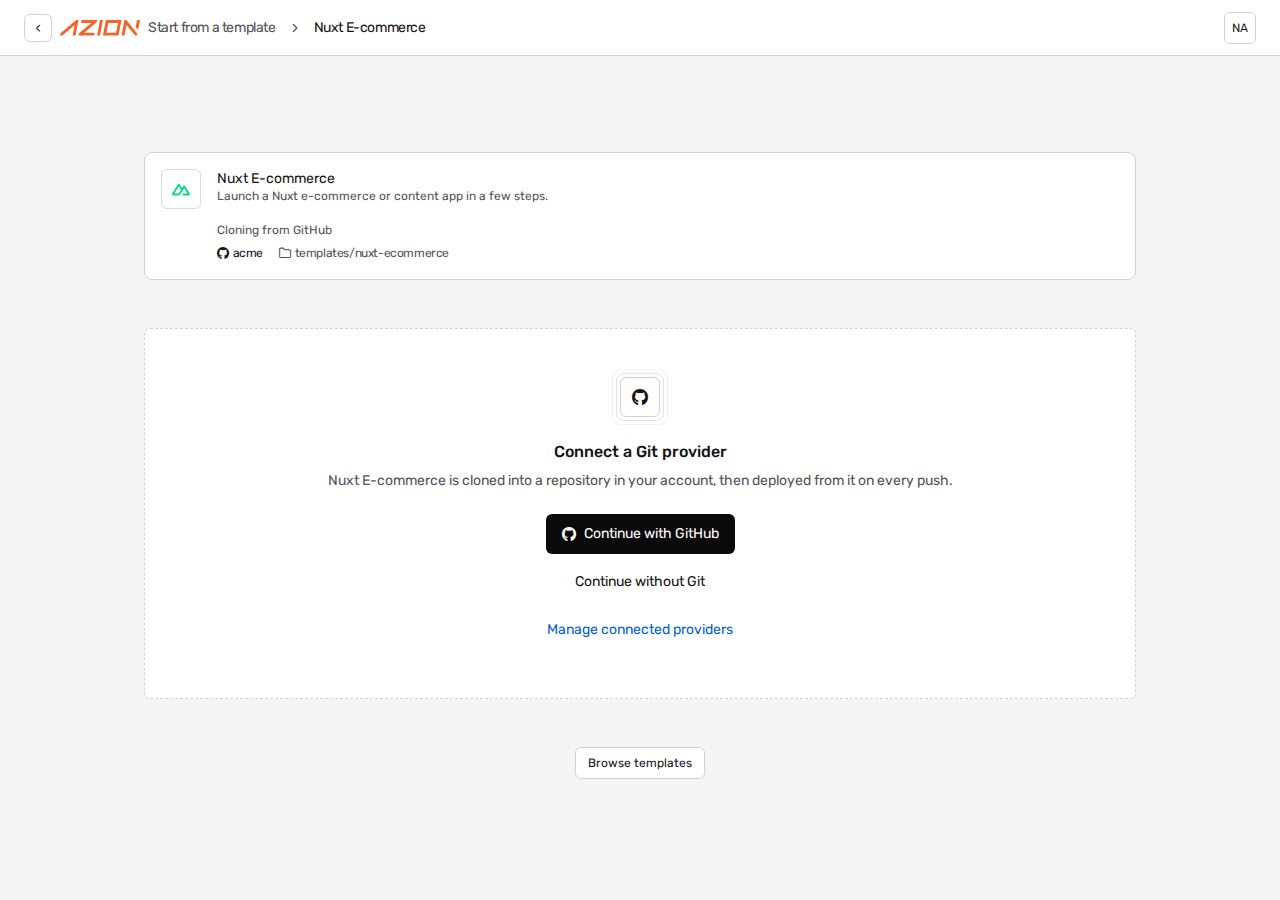 AZION Start from a template > Nuxt E-commerce
NA
Nuxt E-commerce
Launch a Nuxt e-commerce or content app in a few steps.
Cloning from GitHub
acme templates/nuxt-ecommerce
Connect a Git provider
Nuxt E-commerce is cloned into a repository in your account, then deployed from it on every push.
Continue with GitHub
Continue without Git
Manage connected providers
Browse templates